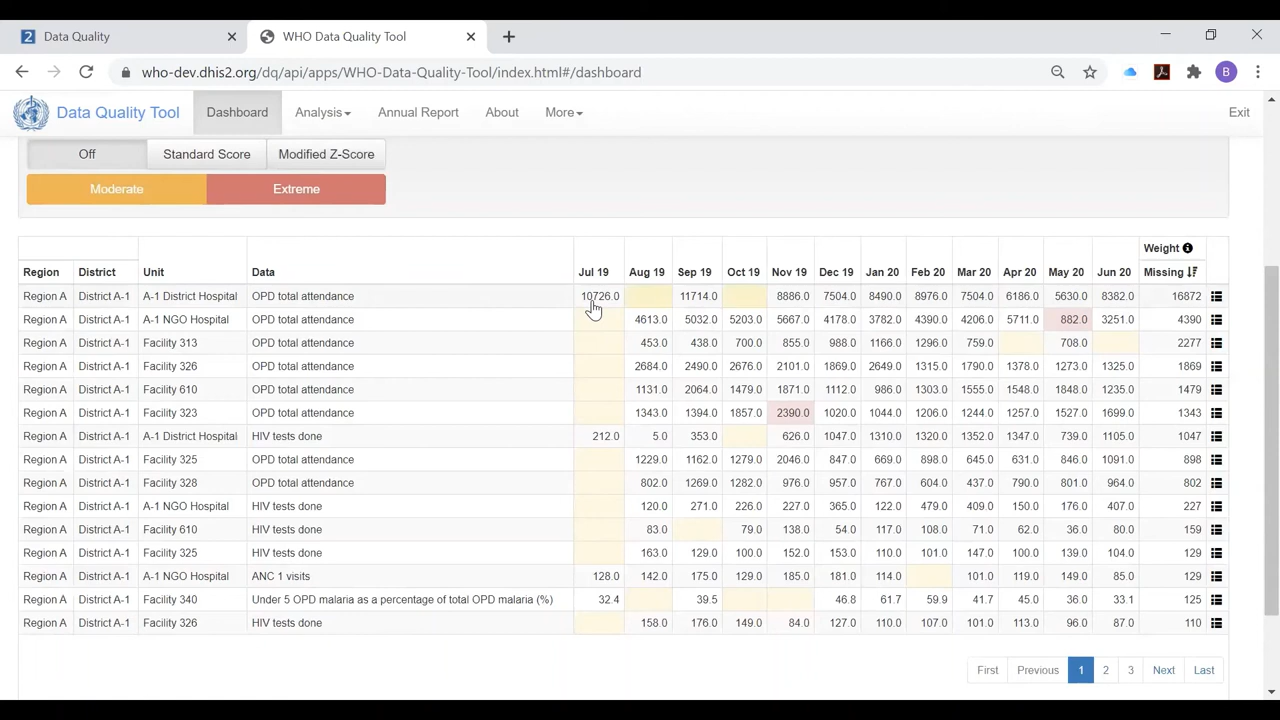 2 Data Quality
WHO Data Quality Tool
who-dev.dhis2.org/dq/api/apps/WHO-Data-Quality-Tool/index.html#/dashboard B
Data Quality Tool Dashboard Analysis Annual Report About More Exit
Off Standard Score Modified Z-Score
Moderate Extreme
Weight
Region District Unit Data Jul 19 Aug 19 Sep 19 Oct 19 Nov 19 Dec 19 Jan 20 Feb 20 Mar 20 Apr 20 May 20 Jun 20 Missing
Region A District A-1 A-1 District Hospital OPD total attendance 10726.0 11714.0 8886.0 7504.0 8490.0 8976.0 7504.0 6186.0 5630.0 8382.0 16872
Region A District A-1 A-1 NGO Hospital OPD total attendance 4613.0 5032.0 5203.0 5667.0 4178.0 3782.0 4390.0 4206.0 5711.0 882.0 3251.0 4390
Region A District A-1 Facility 313 OPD total attendance 453.0 438.0 700.0 855.0 988.0 1166.0 1296.0 759.0 708.0 2277
Region A District A-1 Facility 326 OPD total attendance 2684.0 2490.0 2676.0 2101.0 1869.0 2649.0 1315.0 1790.0 1378.0 1273.0 1325.0 1869
Region A District A-1 Facility 610 OPD total attendance 1131.0 2064.0 1479.0 1871.0 1112.0 986.0 1303.0 1555.0 1548.0 1848.0 1235.0 1479
Region A District A-1 Facility 323 OPD total attendance 1343.0 1394.0 1857.0 2390.0 1020.0 1044.0 1206.0 1244.0 1257.0 1527.0 1699.0 1343
Region A District A-1 A-1 District Hospital HIV tests done 212.0 5.0 353.0 626.0 1047.0 1310.0 1320.0 1352.0 1347.0 739.0 1105.0 1047
Region A District A-1 Facility 325 OPD total attendance 1229.0 1162.0 1279.0 2046.0 847.0 669.0 898.0 645.0 631.0 846.0 1091.0 898
Region A District A-1 Facility 328 OPD total attendance 802.0 1269.0 1282.0 976.0 957.0 767.0 604.0 437.0 790.0 801.0 964.0 802
Region A District A-1 A-1 NGO Hospital HIV tests done 120.0 271.0 226.0 227.0 365.0 122.0 479.0 409.0 150.0 176.0 407.0 227
Region A District A-1 Facility 610 HIV tests done 83.0 79.0 138.0 54.0 117.0 108.0 71.0 62.0 36.0 80.0 159
Region A District A-1 Facility 325 HIV tests done 163.0 129.0 100.0 152.0 153.0 110.0 101.0 147.0 100.0 139.0 104.0 129
Region A District A-1 A-1 NGO Hospital ANC 1 visits 128.0 142.0 175.0 129.0 185.0 181.0 114.0 101.0 119.0 149.0 85.0 129
Region A District A-1 Facility 340 Under 5 OPD malaria as a percentage of total OPD malaria (%) 32.4 39.5 46.8 61.7 59.9 41.7 45.0 36.0 33.1 125
Region A District A-1 Facility 326 HIV tests done 158.0 176.0 149.0 84.0 127.0 110.0 107.0 101.0 113.0 96.0 87.0 110
First Previous 1 2 3 Next Last